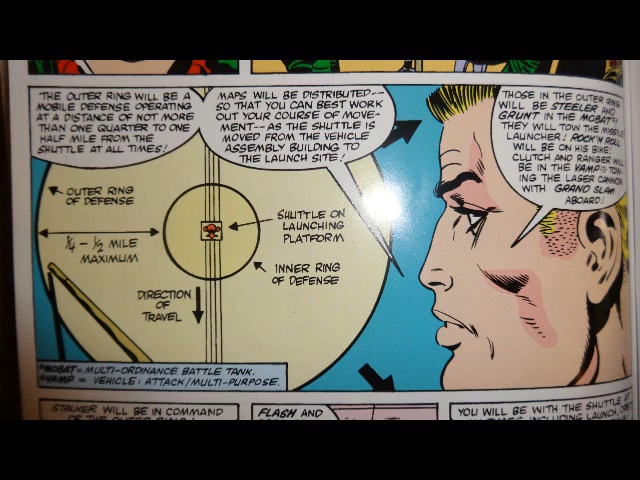 THE OUTER RING WILL BE A
MOBILE DEFENSE OPERATING
AT A DISTANCE OF NOT MORE
THAN ONE QUARTER TO ONE
HALF MILE FROM THE
SHUTTLE AT ALL TIMES!
MAPS WILL BE DISTRIBUTED--
SO THAT YOU CAN BEST WORK
OUT YOUR COURSE OF MOVE-
MENT--AS THE SHUTTLE IS
MOVED FROM THE VEHICLE
ASSEMBLY BUILDING TO
THE LAUNCH SITE!
THOSE IN THE OUTER RING
WILL BE STEELER AND
GRUNT IN THE MOBAT*!
THEY WILL TOW THE MISSILE
LAUNCHER! ROCK 'N ROLL
WILL BE ON HIS BIKE!
CLUTCH AND RANGER WILL
BE IN THE VAMP* TOW-
ING THE LASER CANNON
WITH GRAND SLAM
ABOARD!
OUTER RING
OF DEFENSE
1/4 - 1/2 MILE
MAXIMUM
SHUTTLE ON
LAUNCHING
PLATFORM
INNER RING
OF DEFENSE
DIRECTION
OF
TRAVEL
*MOBAT = MULTI-ORDINANCE BATTLE TANK.
*VAMP = VEHICLE: ATTACK/MULTI-PURPOSE.
STALKER WILL BE IN COMMAND
OF THE OUTER RING!
FLASH AND
YOU WILL BE WITH THE SHUTTLE AT
INCLUDING LAUNCH,